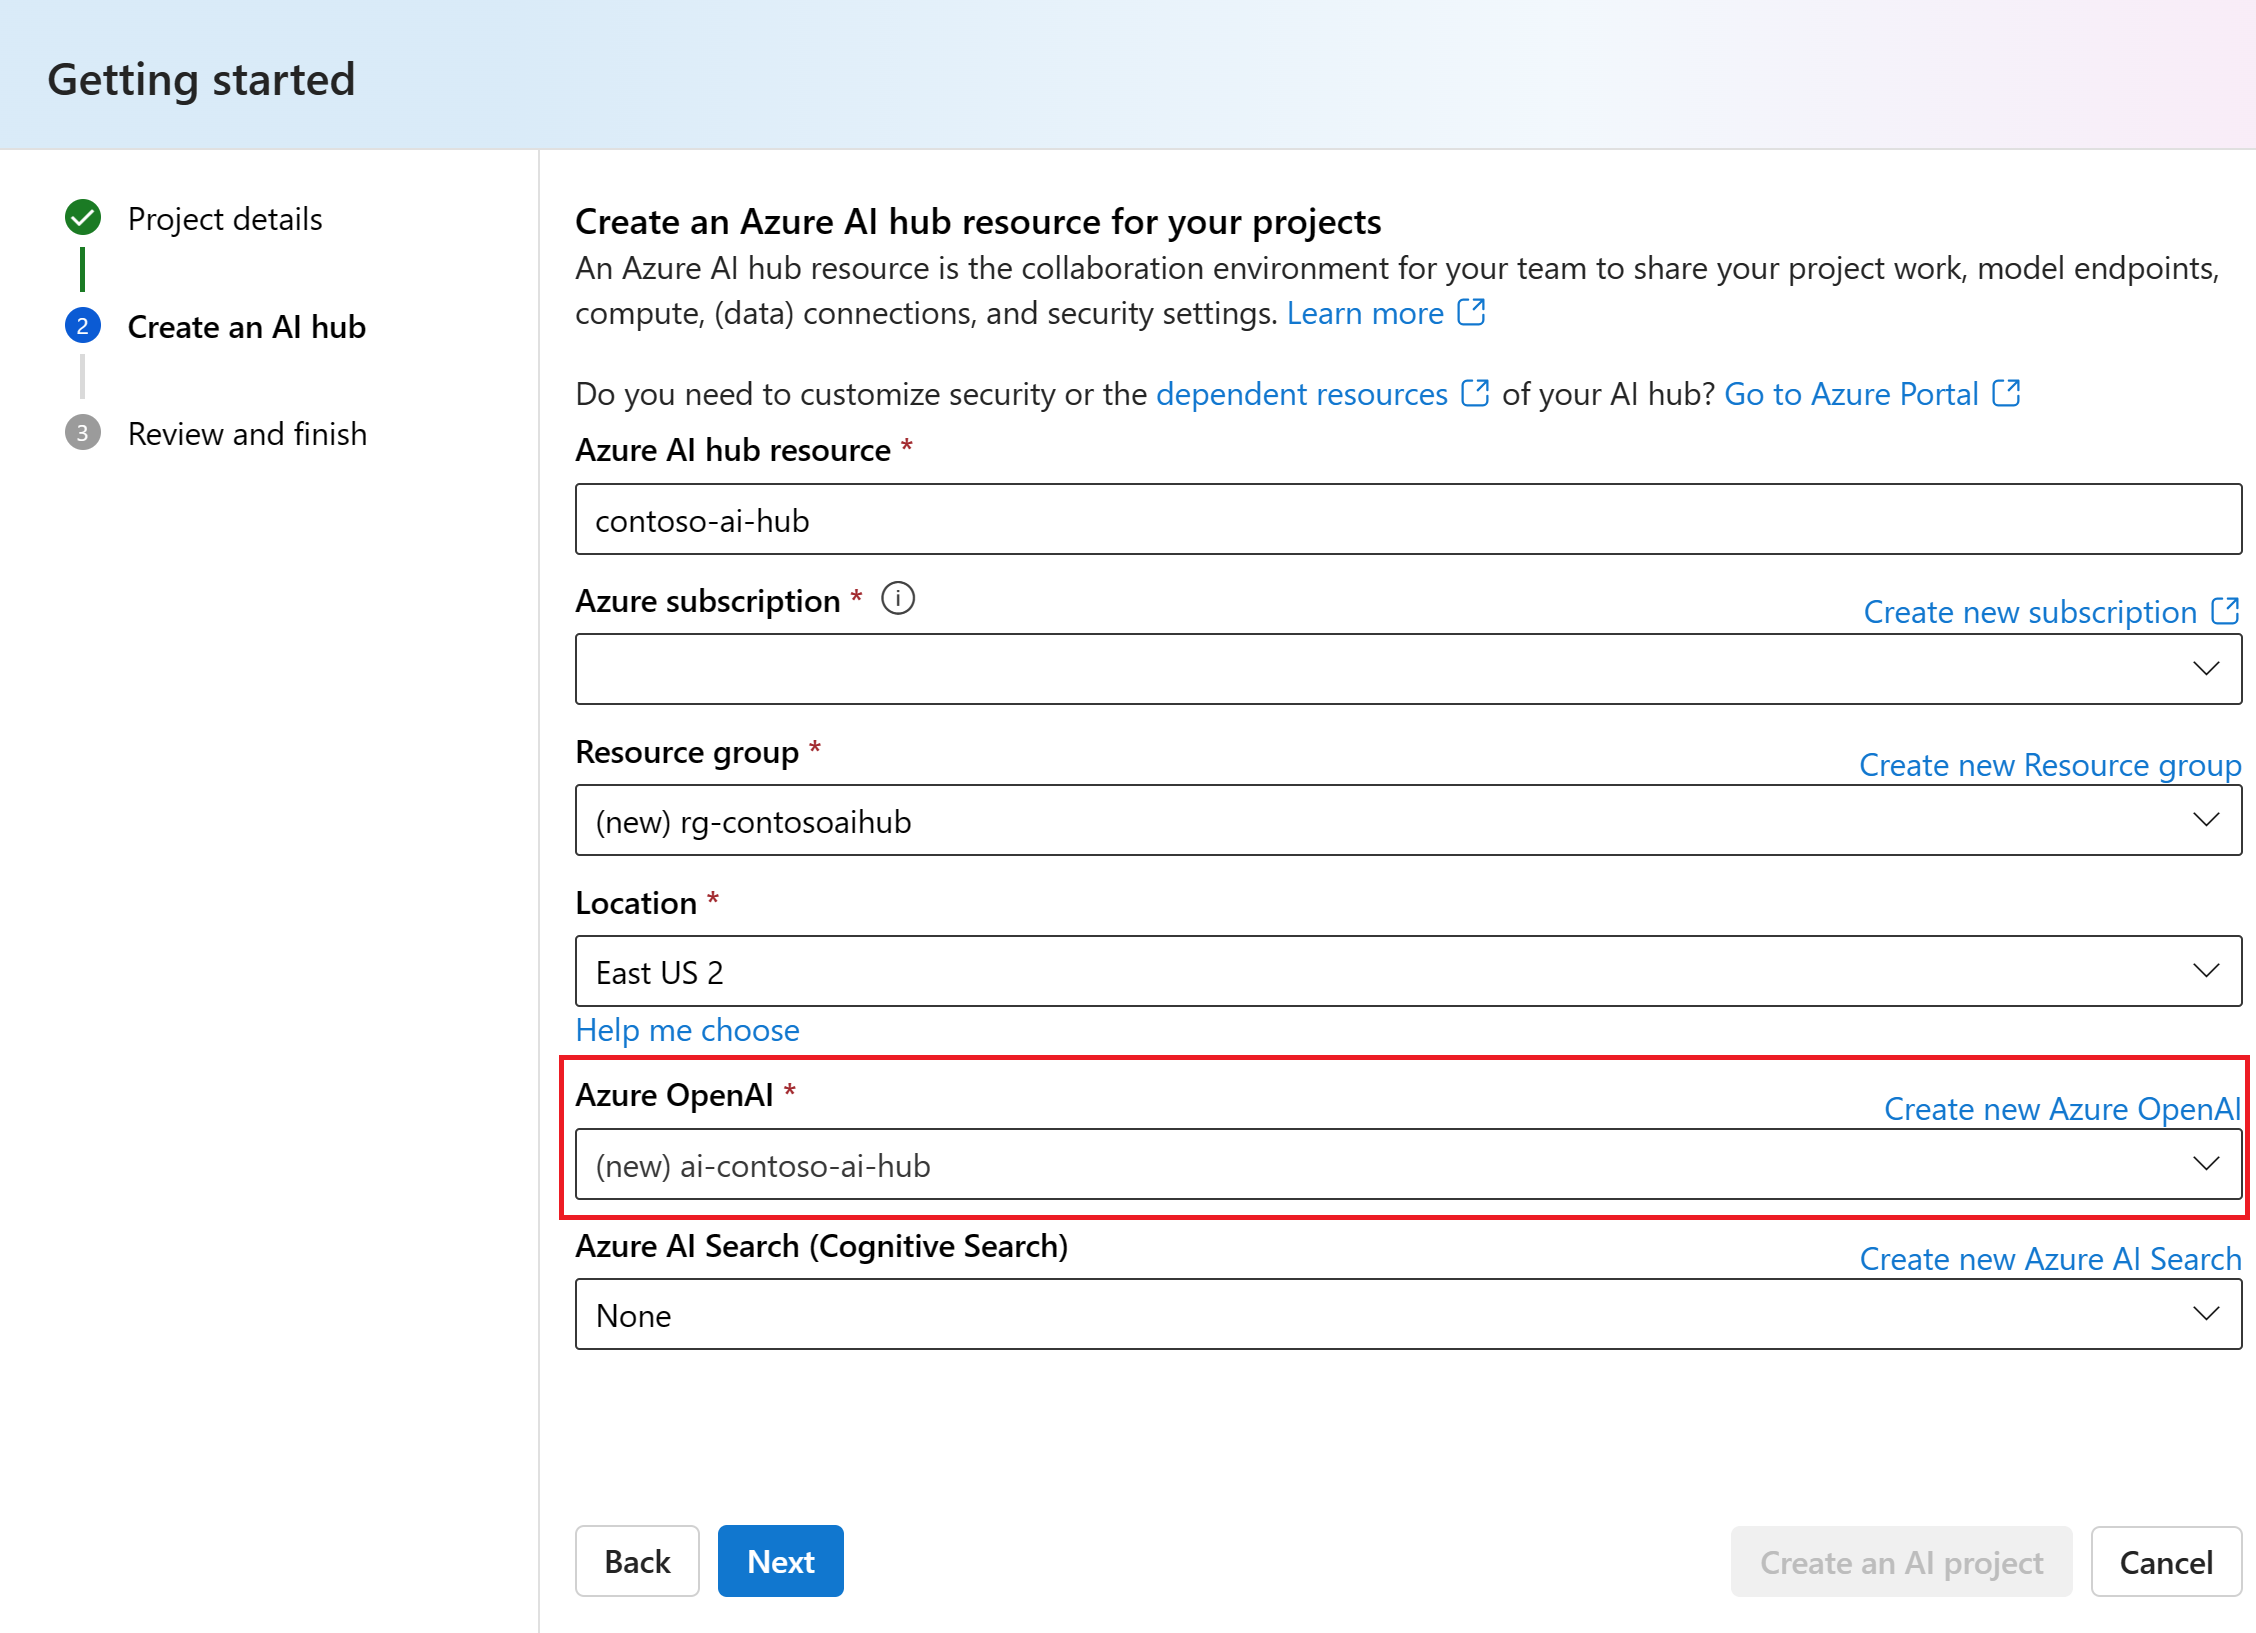 Getting started
Project details
2
Create an AI hub
3
Review and finish
Create an Azure AI hub resource for your projects
An Azure AI hub resource is the collaboration environment for your team to share your project work, model endpoints,
compute, (data) connections, and security settings. Learn more
Do you need to customize security or the dependent resources of your AI hub? Go to Azure Portal
Azure AI hub resource *
contoso-ai-hub
Azure subscription *
Create new subscription
Resource group *
Create new Resource group
(new) rg-contosoaihub
Location *
East US 2
Help me choose
Azure OpenAI *
Create new Azure OpenAI
(new) ai-contoso-ai-hub
Azure AI Search (Cognitive Search)
Create new Azure AI Search
None
Back
Next
Create an AI project
Cancel